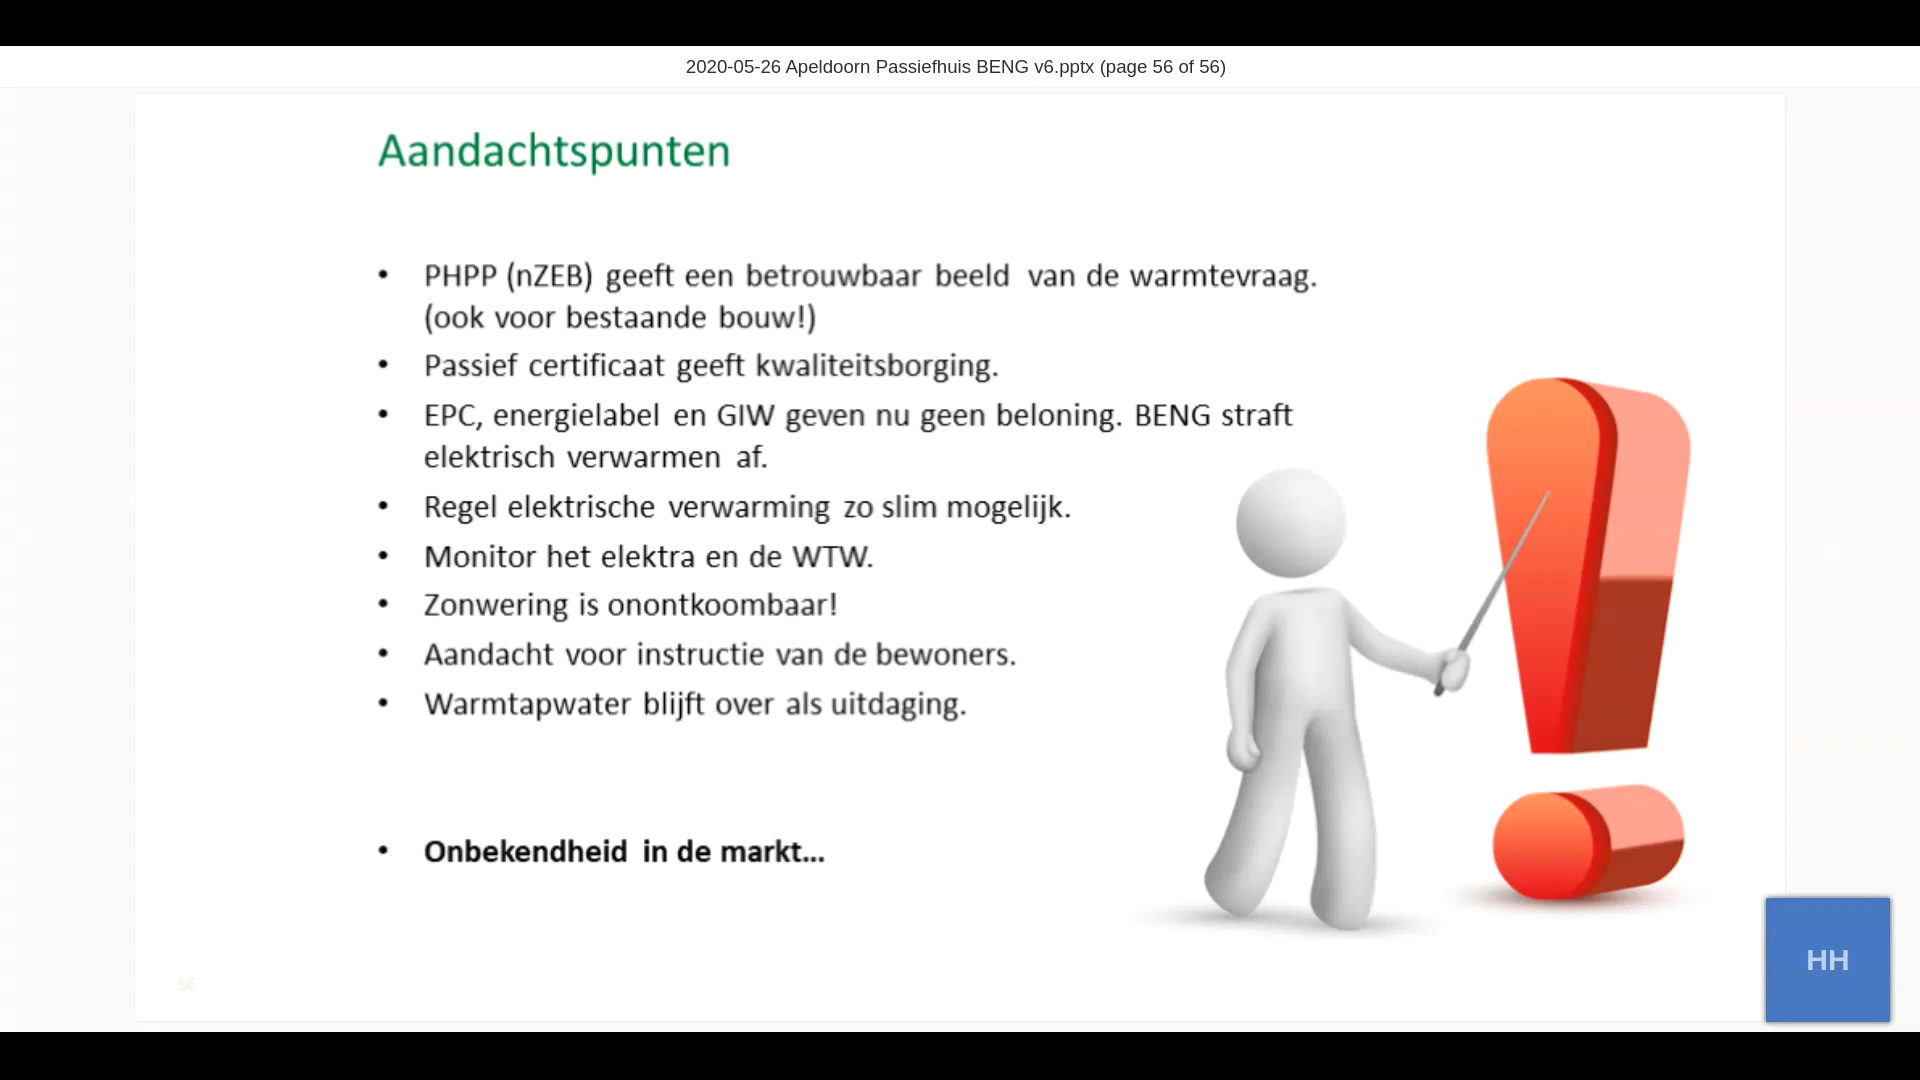 2020-05-26 Apeldoorn Passiefhuis BENG v6.pptx (page 56 of 56)
Aandachtspunten
• PHPP (nZEB) geeft een betrouwbaar beeld van de warmtevraag.
(ook voor bestaande bouw!)
• Passief certificaat geeft kwaliteitsborging.
• EPC, energielabel en GIW geven nu geen beloning. BENG straft
elektrisch verwarmen af.
• Regel elektrische verwarming zo slim mogelijk.
• Monitor het elektra en de WTW.
• Zonwering is onontkoombaar!
• Aandacht voor instructie van de bewoners.
• Warmtapwater blijft over als uitdaging.
• Onbekendheid in de markt...
56
HH